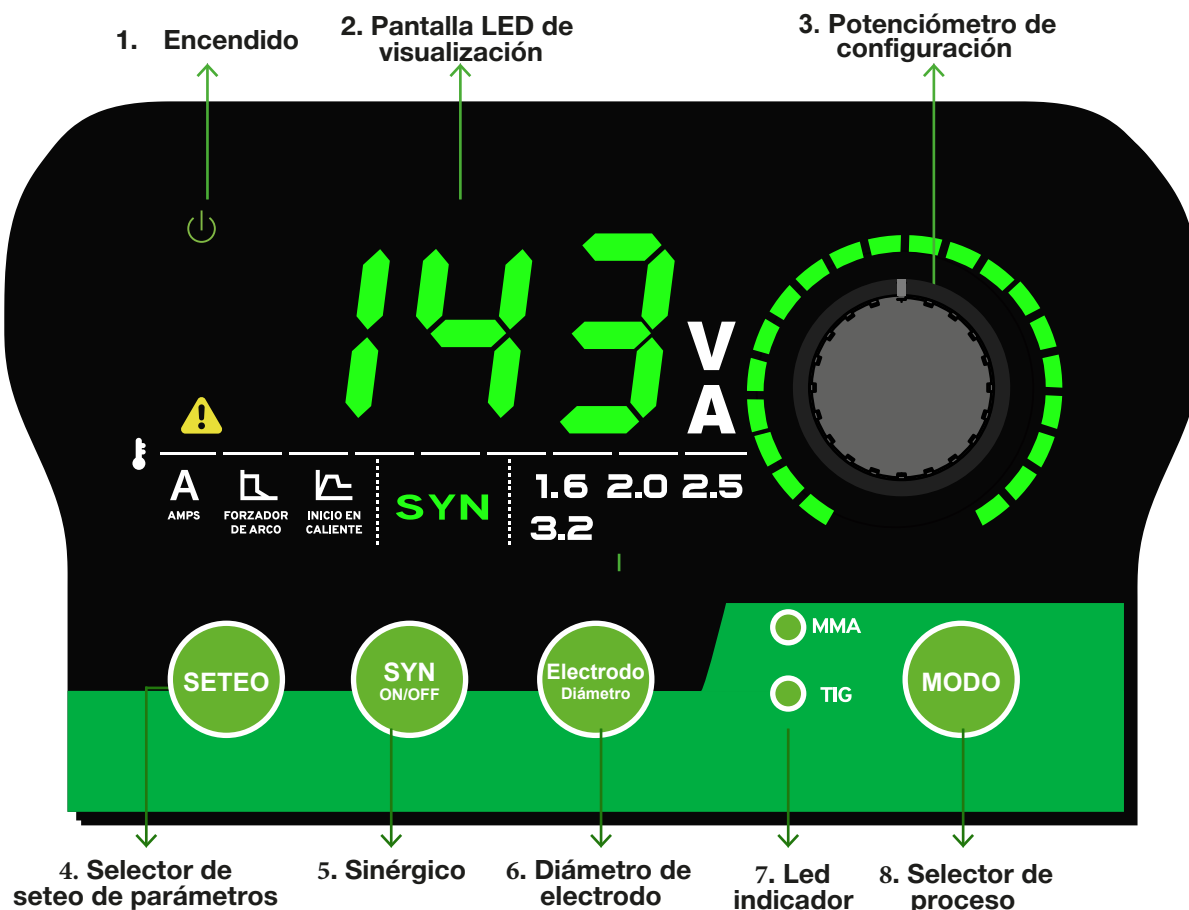 1. Encendido
2. Pantalla LED de
visualización
3. Potenciómetro de
configuración
143
V
A
A
AMPS
FORZADOR
DE ARCO
INICIO EN
CALIENTE
SYN
1.6 2.0 2.5
3.2
SETEO
SYN
ON/OFF
Electrodo
Diámetro
MMA
TIG
MODO
4. Selector de
seteo de parámetros
5. Sinérgico
6. Diámetro de
electrodo
7. Led
indicador
8. Selector de
proceso